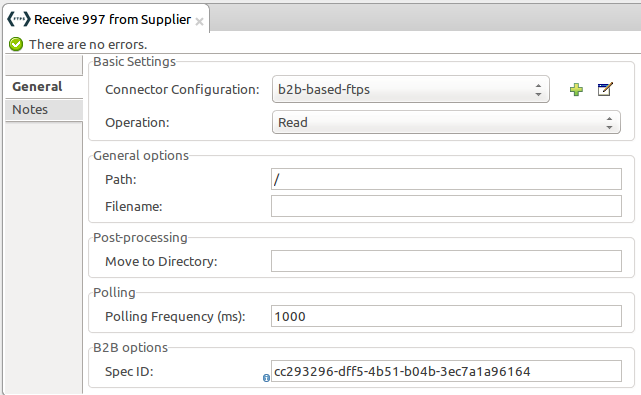 FTPS Receive 997 from Supplier
There are no errors.
General
Notes
Basic Settings
Connector Configuration: b2b-based-ftps
Operation: Read
General options
Path: /
Filename:
Post-processing
Move to Directory:
Polling
Polling Frequency (ms): 1000
B2B options
Spec ID: cc293296-dff5-4b51-b04b-3ec7a1a96164